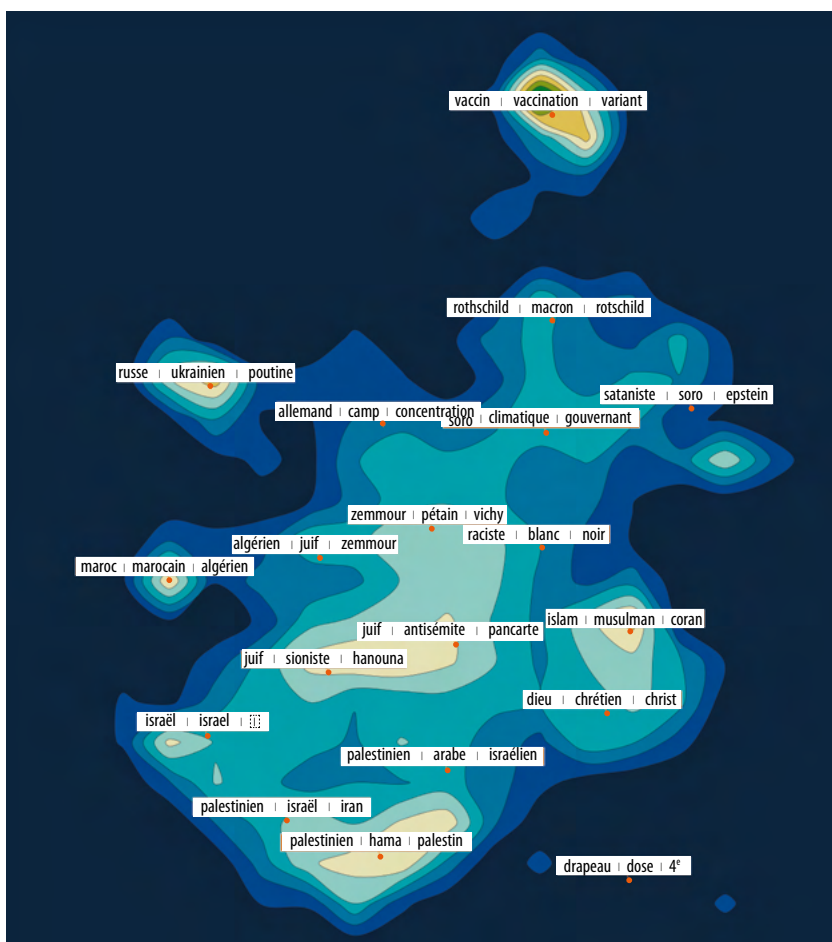 vaccin | vaccination | variant
rothschild | macron | rotschild
russe | ukrainien | poutine
sataniste | soro | epstein
allemand | camp | concentration
soro | climatique | gouvernant
zemmour | pétain | vichy
raciste | blanc | noir
algérien | juif | zemmour
maroc | marocain | algérien
islam | musulman | coran
juif | antisémite | pancarte
juif | sioniste | hanouna
dieu | chrétien | christ
israël | israel |
palestinien | arabe | israélien
palestinien | israël | iran
palestinien | hama | palestin
drapeau | dose | 4e